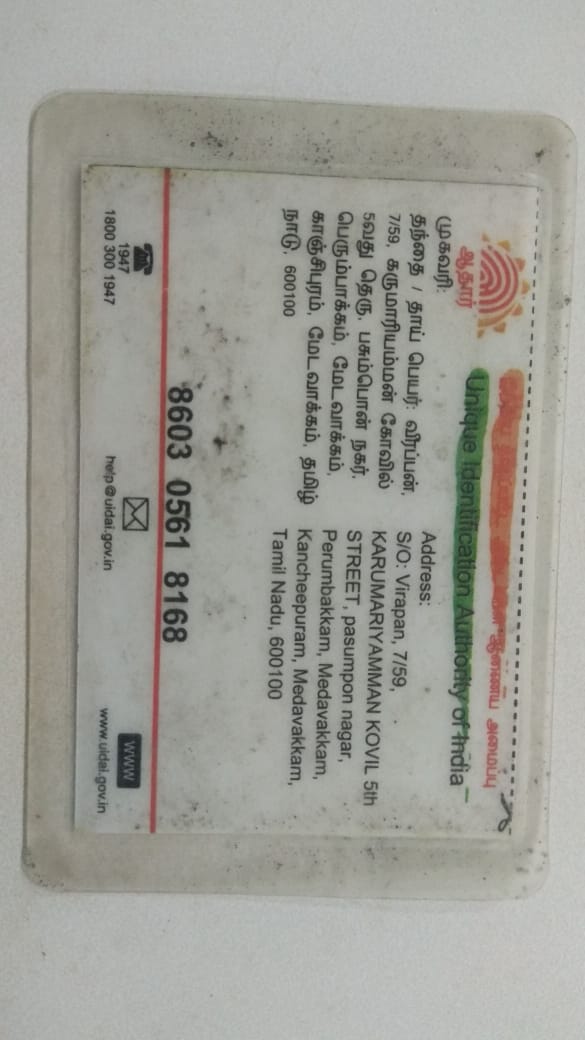 ஆதார்
ஆணைய அமைப்பு
Unique Identification Authority of India
முகவரி:
தந்தை / தாய் பெயர்: வீரப்பன்,
7/59, கருமாரியம்மன் கோவில்
5வது தெரு, பசும்பொன் நகர்,
பெரும்பாக்கம், மேடவாக்கம்,
காஞ்சிபுரம், மேடவாக்கம், தமிழ்
நாடு, 600100
Address:
S/O: Virapan, 7/59,
KARUMARIYAMMAN KOVIL 5th
STREET, pasumpon nagar,
Perumbakkam, Medavakkam,
Kancheepuram, Medavakkam,
Tamil Nadu, 600100
8603 0561 8168
1947
1800 300 1947
help@uidai.gov.in
www
www.uidai.gov.in